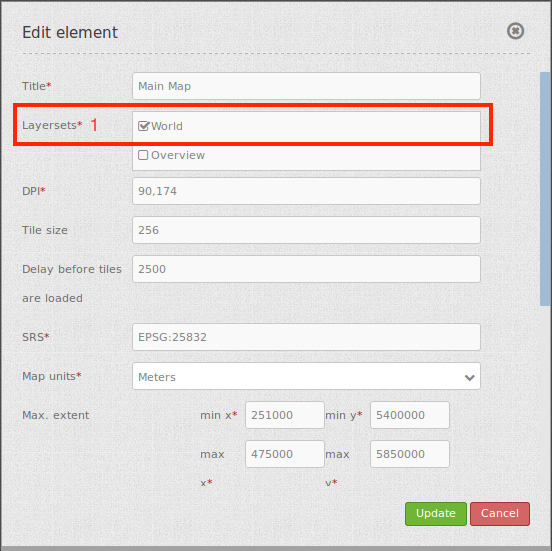 Edit element
Title* Main Map
Layersets* 1 World
Overview
DPI* 90,174
Tile size 256
Delay before tiles 2500
are loaded
SRS* EPSG:25832
Map units* Meters
Max. extent min x* 251000 min y* 5400000
max 475000 max 5850000
x* y*
Update Cancel